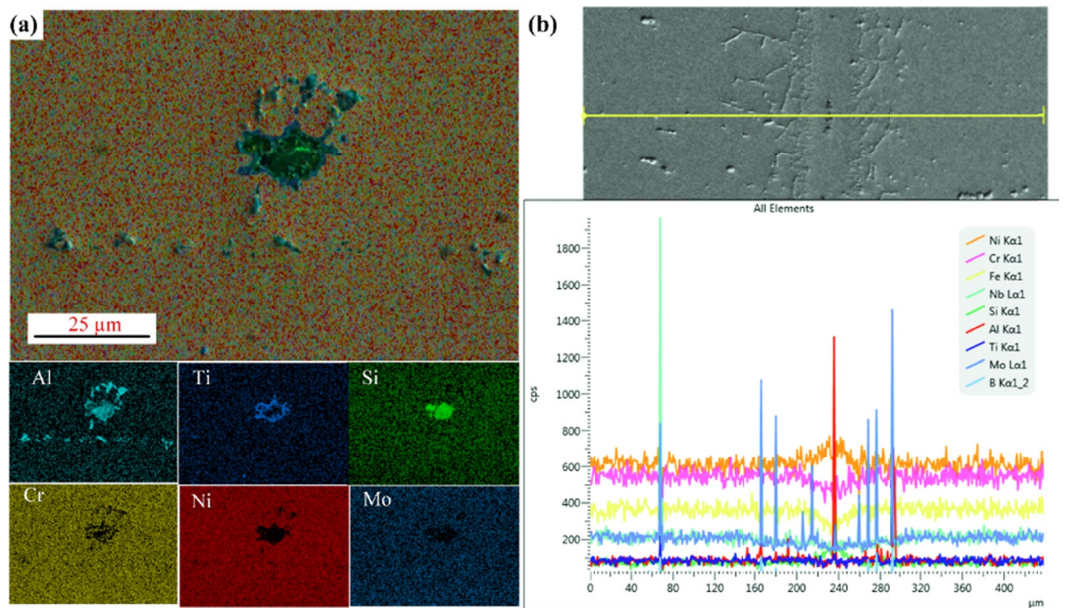 (a)
25 µm
Al
Ti
Si
Cr
Ni
Mo
(b)
All Elements
cps
1800
1600
1400
1200
1000
800
600
400
200
Ni Kα1
Cr Kα1
Fe Kα1
Nb Lα1
Si Kα1
Al Kα1
Ti Kα1
Mo Lα1
B Kα1_2
0 40 80 120 160 200 240 280 320 360 400
µm